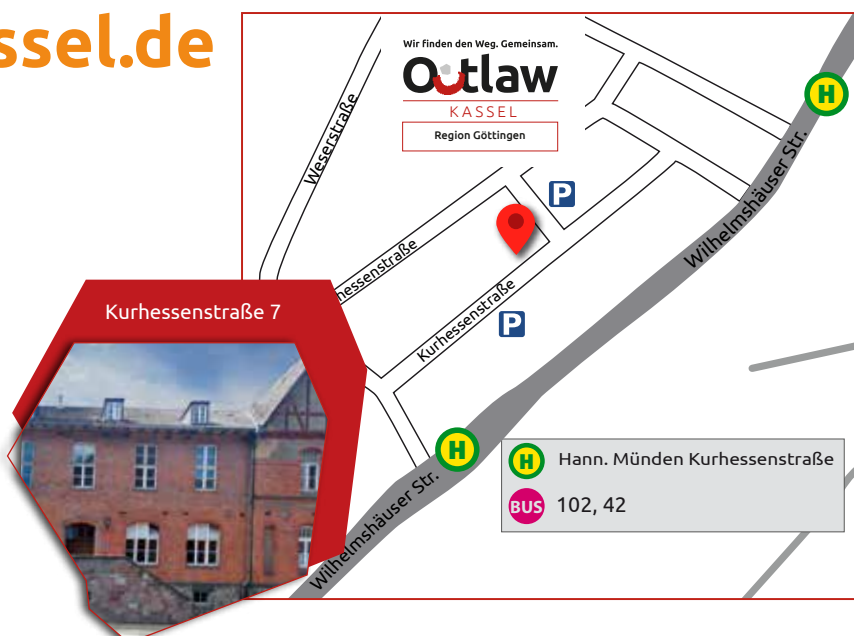 ssel.de
Wir finden den Weg. Gemeinsam.
Outlaw
KASSEL
Region Göttingen
H
Weserstraße
Wilhelmshäuser Str.
P
hessenstraße
Kurhessenstraße
P
Kurhessenstraße 7
H
Wilhelmshäuser Str.
H Hann. Münden Kurhessenstraße
BUS 102, 42